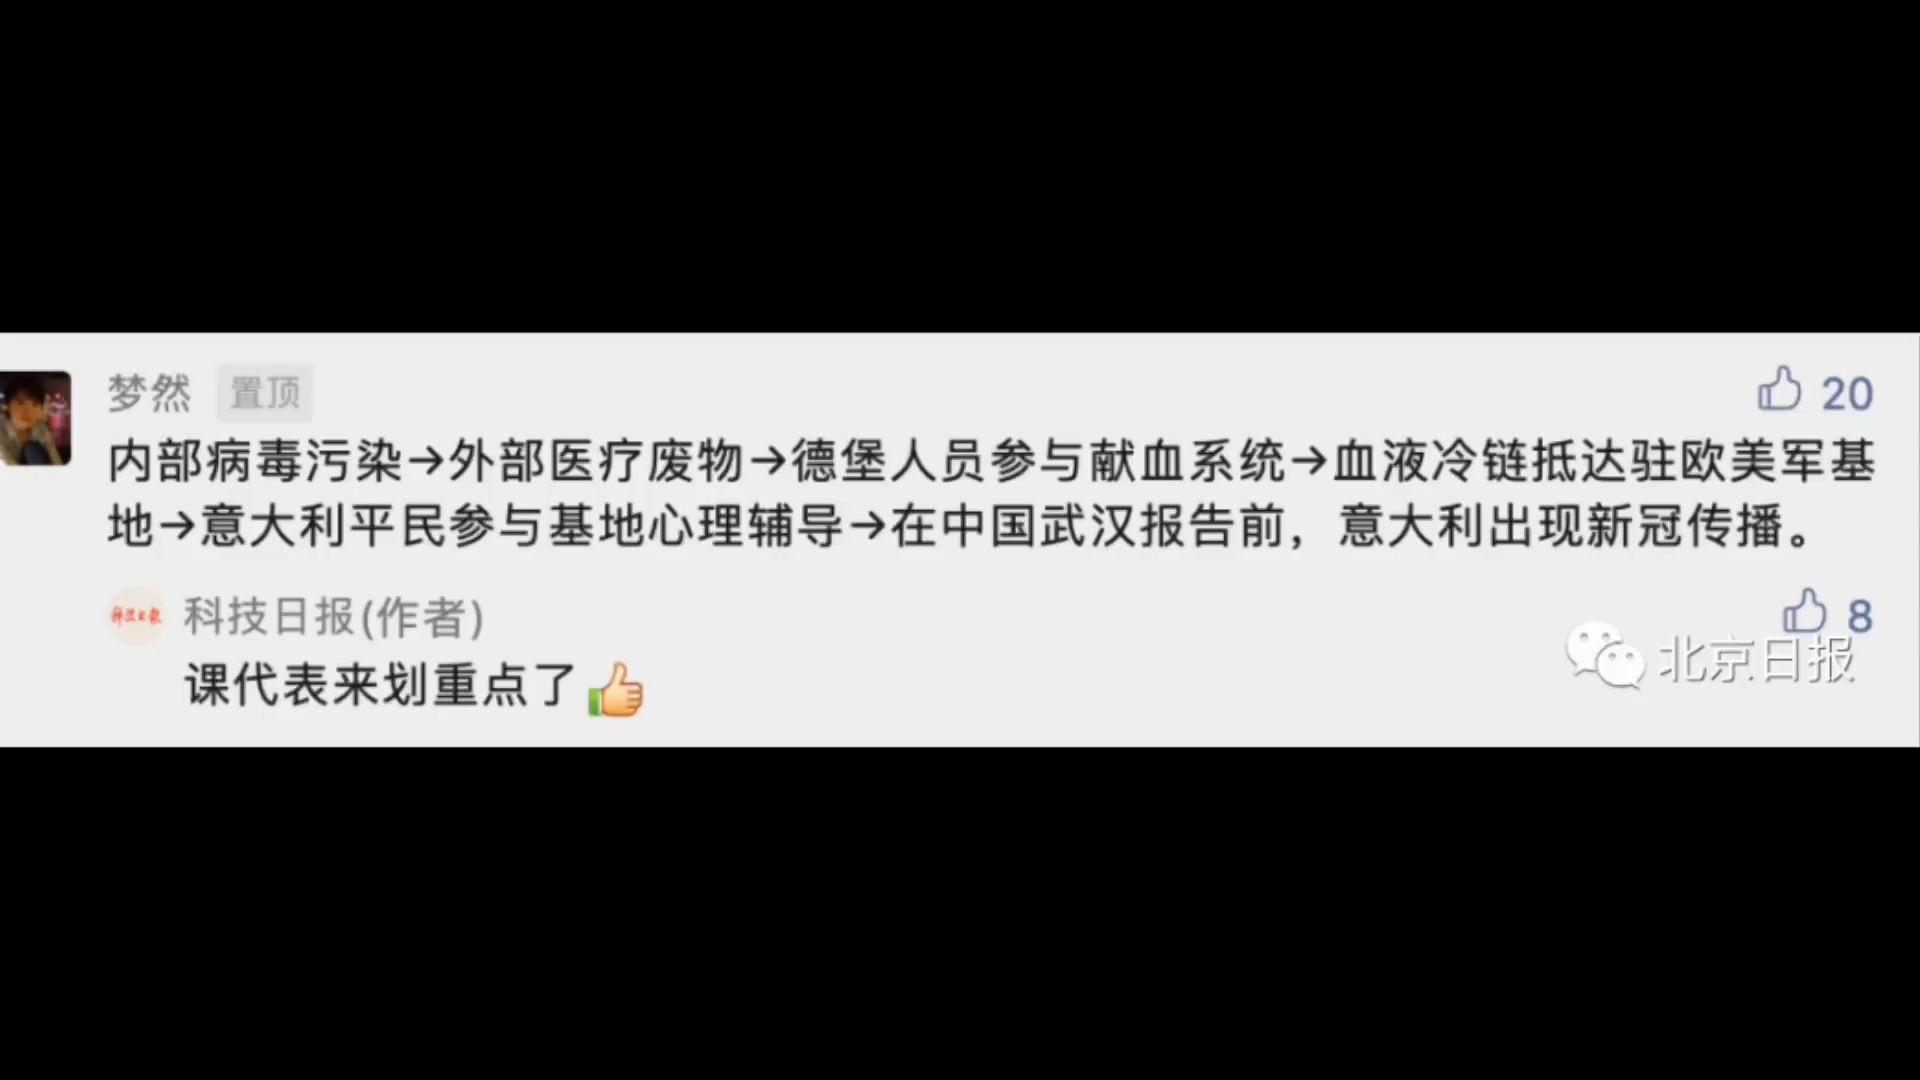 梦然 置顶 20
内部病毒污染→外部医疗废物→德堡人员参与献血系统→血液冷链抵达驻欧美军基
地→意大利平民参与基地心理辅导→在中国武汉报告前，意大利出现新冠传播。
科技日报
科技日报(作者) 8
课代表来划重点了
北京日报